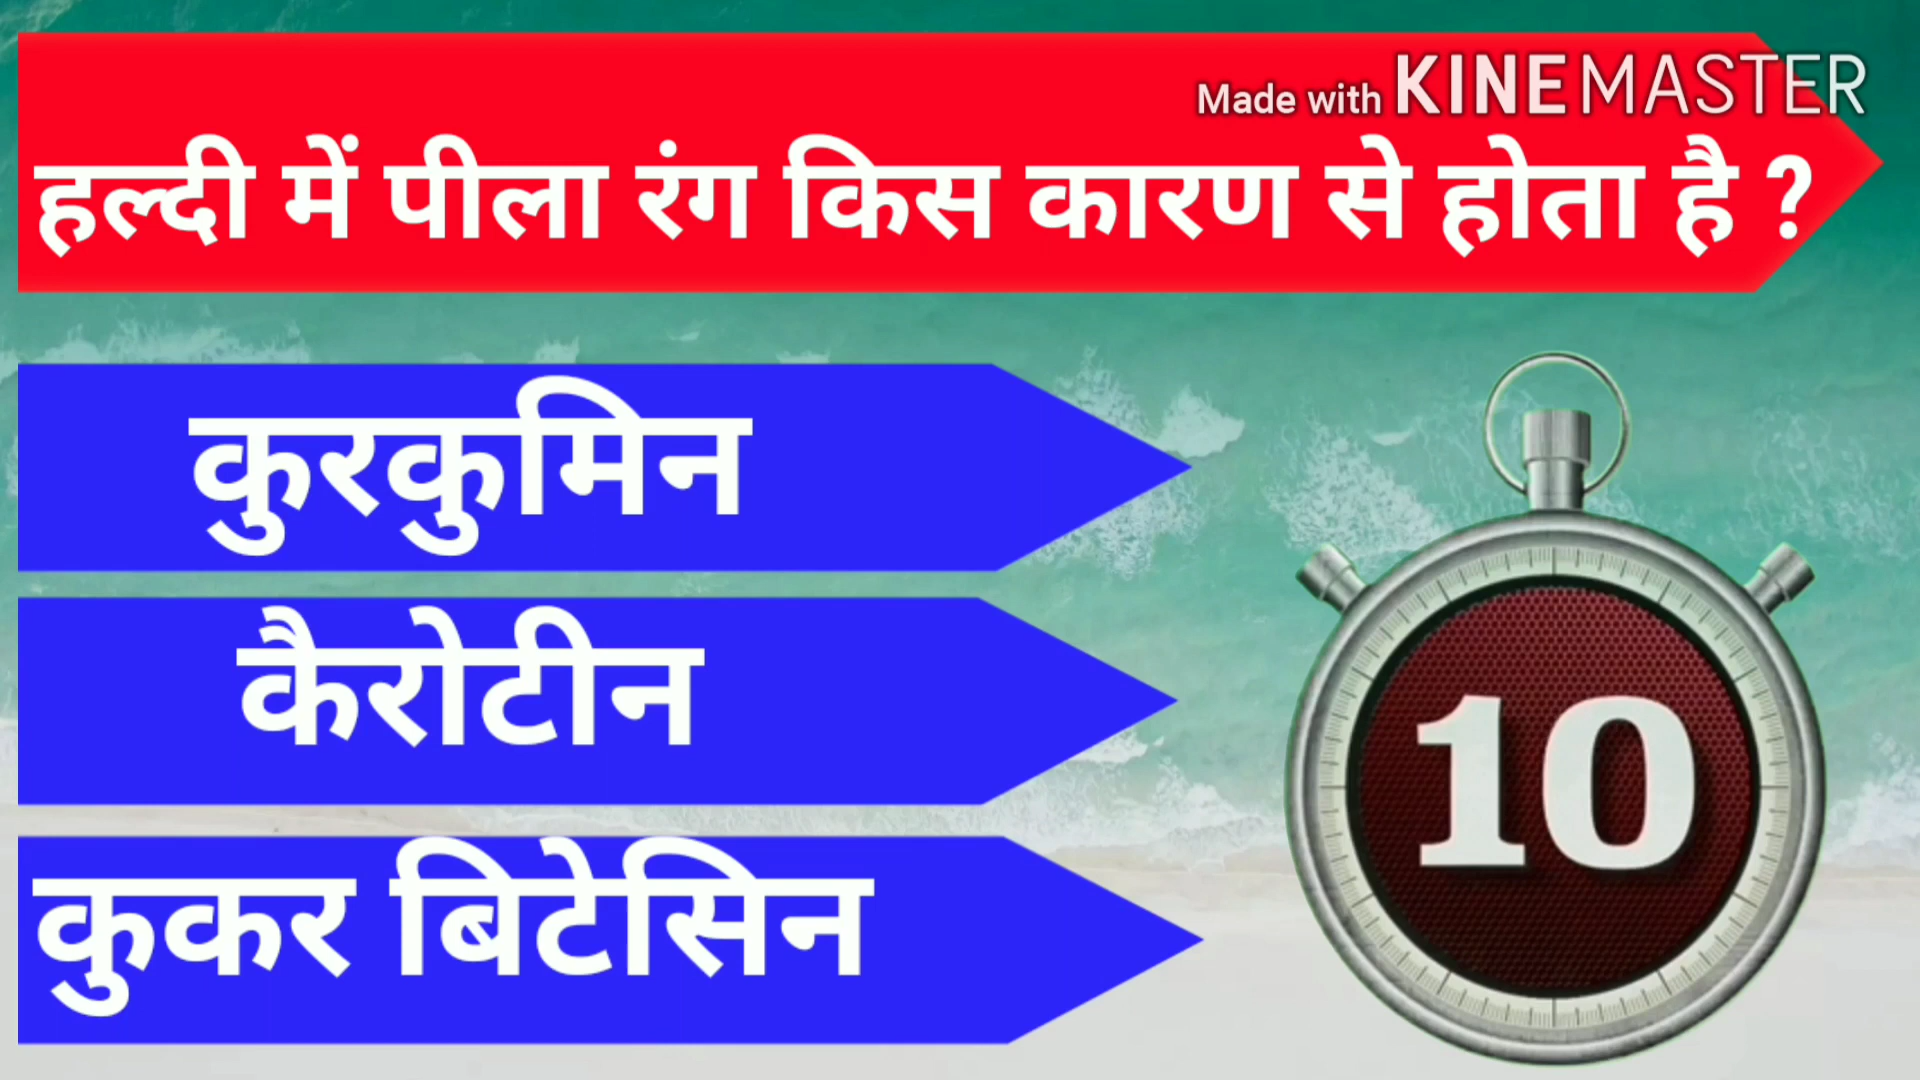 Made with KINEMASTER
हल्दी में पीला रंग किस कारण से होता है ?
कुरकुमिन
कैरोटीन
कुकर बिटेसिन
10